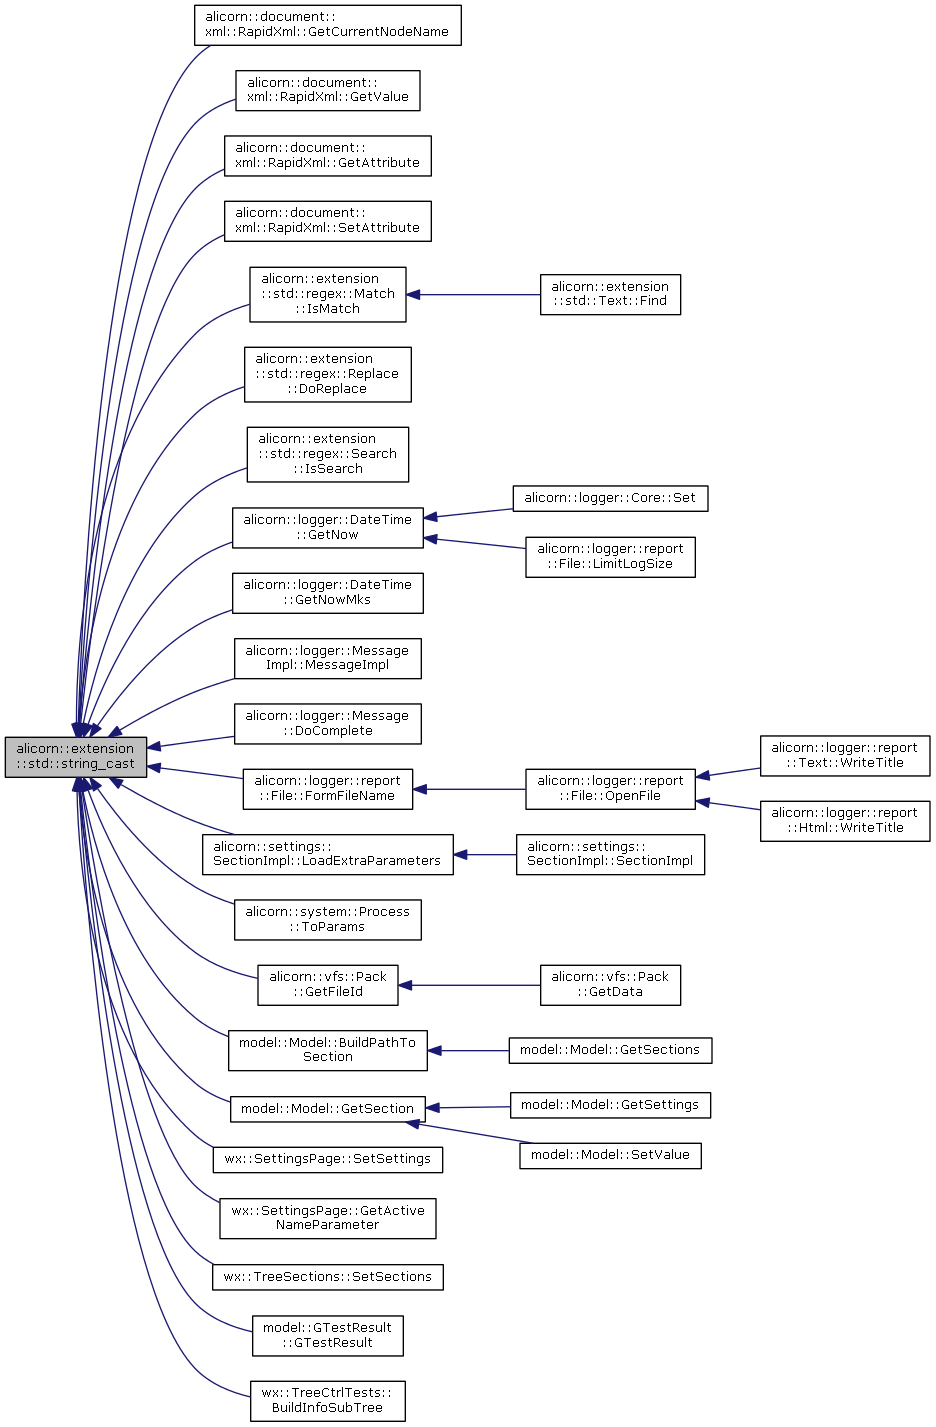 alicorn::document::
xml::RapidXml::GetCurrentNodeName
alicorn::document::
xml::RapidXml::GetValue
alicorn::document::
xml::RapidXml::GetAttribute
alicorn::document::
xml::RapidXml::SetAttribute
alicorn::extension
::std::regex::Match
::IsMatch
alicorn::extension
::std::Text::Find
alicorn::extension
::std::regex::Replace
::DoReplace
alicorn::extension
::std::regex::Search
::IsSearch
alicorn::logger::DateTime
::GetNow
alicorn::logger::Core::Set
alicorn::logger::report
::File::LimitLogSize
alicorn::logger::DateTime
::GetNowMks
alicorn::logger::Message
Impl::MessageImpl
alicorn::logger::Message
::DoComplete
alicorn::extension
::std::string_cast
alicorn::logger::report
::File::FormFileName
alicorn::logger::report
::File::OpenFile
alicorn::logger::report
::Text::WriteTitle
alicorn::logger::report
::Html::WriteTitle
alicorn::settings::
SectionImpl::LoadExtraParameters
alicorn::settings::
SectionImpl::SectionImpl
alicorn::system::Process
::ToParams
alicorn::vfs::Pack
::GetFileId
alicorn::vfs::Pack
::GetData
model::Model::BuildPathTo
Section
model::Model::GetSections
model::Model::GetSection
model::Model::GetSettings
model::Model::SetValue
wx::SettingsPage::SetSettings
wx::SettingsPage::GetActive
NameParameter
wx::TreeSections::SetSections
model::GTestResult
::GTestResult
wx::TreeCtrlTests::
BuildInfoSubTree